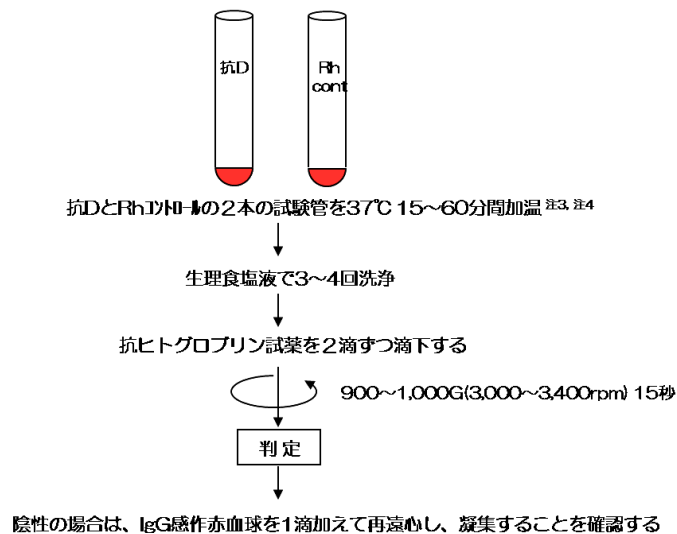 抗D
Rh
cont
抗DとRhコントロールの2本の試験管を37℃ 15～60分間加温 注3, 注4
生理食塩液で3～4回洗浄
抗ヒトグロブリン試薬を2滴ずつ滴下する
900～1,000G(3,000～3,400rpm) 15秒
判定
陰性の場合は、IgG感作赤血球を1滴加えて再遠心し、凝集することを確認する